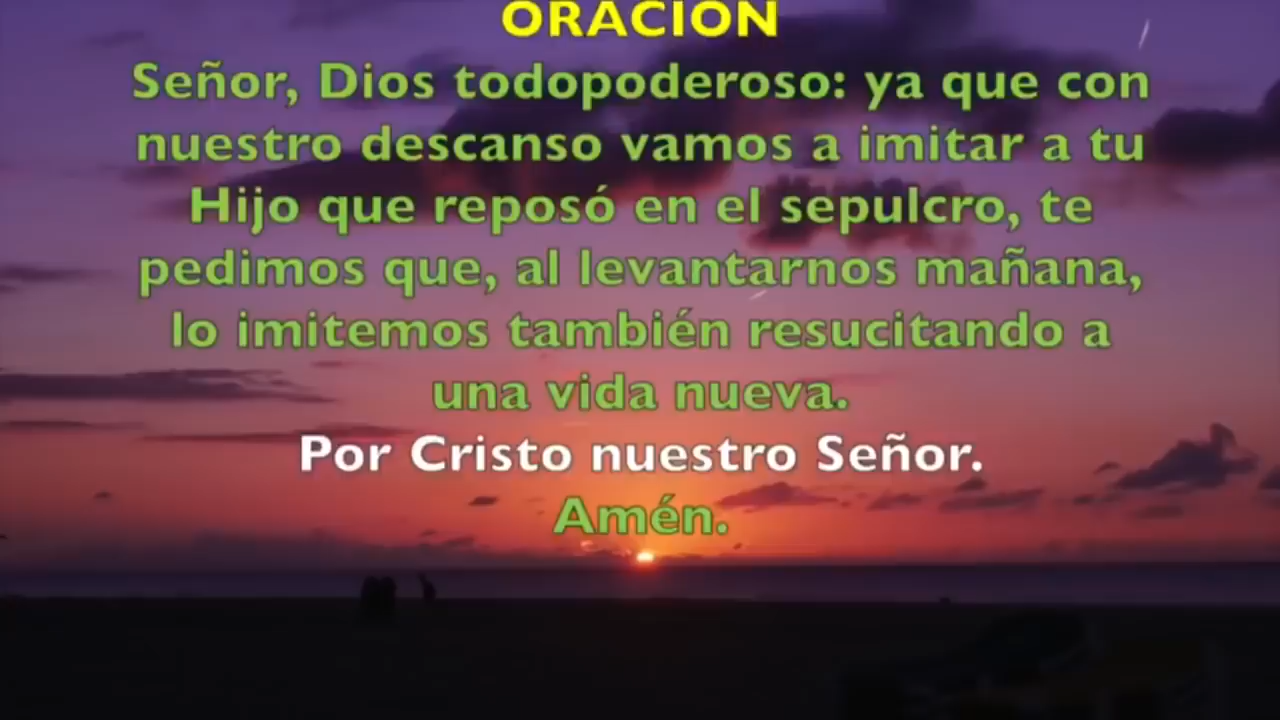 ORACIÓN
Señor, Dios todopoderoso: ya que con
nuestro descanso vamos a imitar a tu
Hijo que reposó en el sepulcro, te
pedimos que, al levantarnos mañana,
lo imitemos también resucitando a
una vida nueva.
Por Cristo nuestro Señor.
Amén.